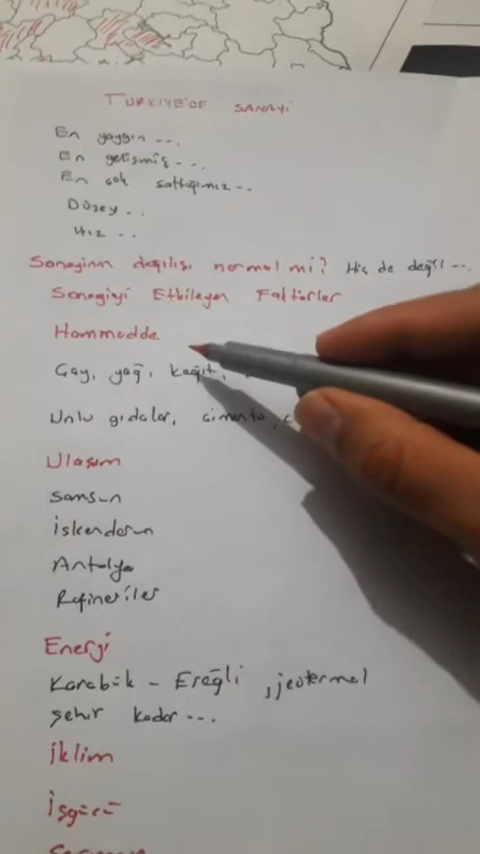 TÜRKİYE'DE SANAYİ
En yaygın ...
En gelişmiş ...
En çok sattığımız ...
Düzey ..
Hız ...
Sanayinin dağılışı normal mi? Hiç de değil ...
Sanayiyi Etkileyen Faktörler
Hammadde
Çay, yağ, kağıt,
Unlu gıdalar, çimento,
Ulaşım
Samsun
İskenderun
Antalya
Rafineriler
Enerji
Karabük - Ereğli , jeotermal
şehir kadar ...
İklim
İşgücü